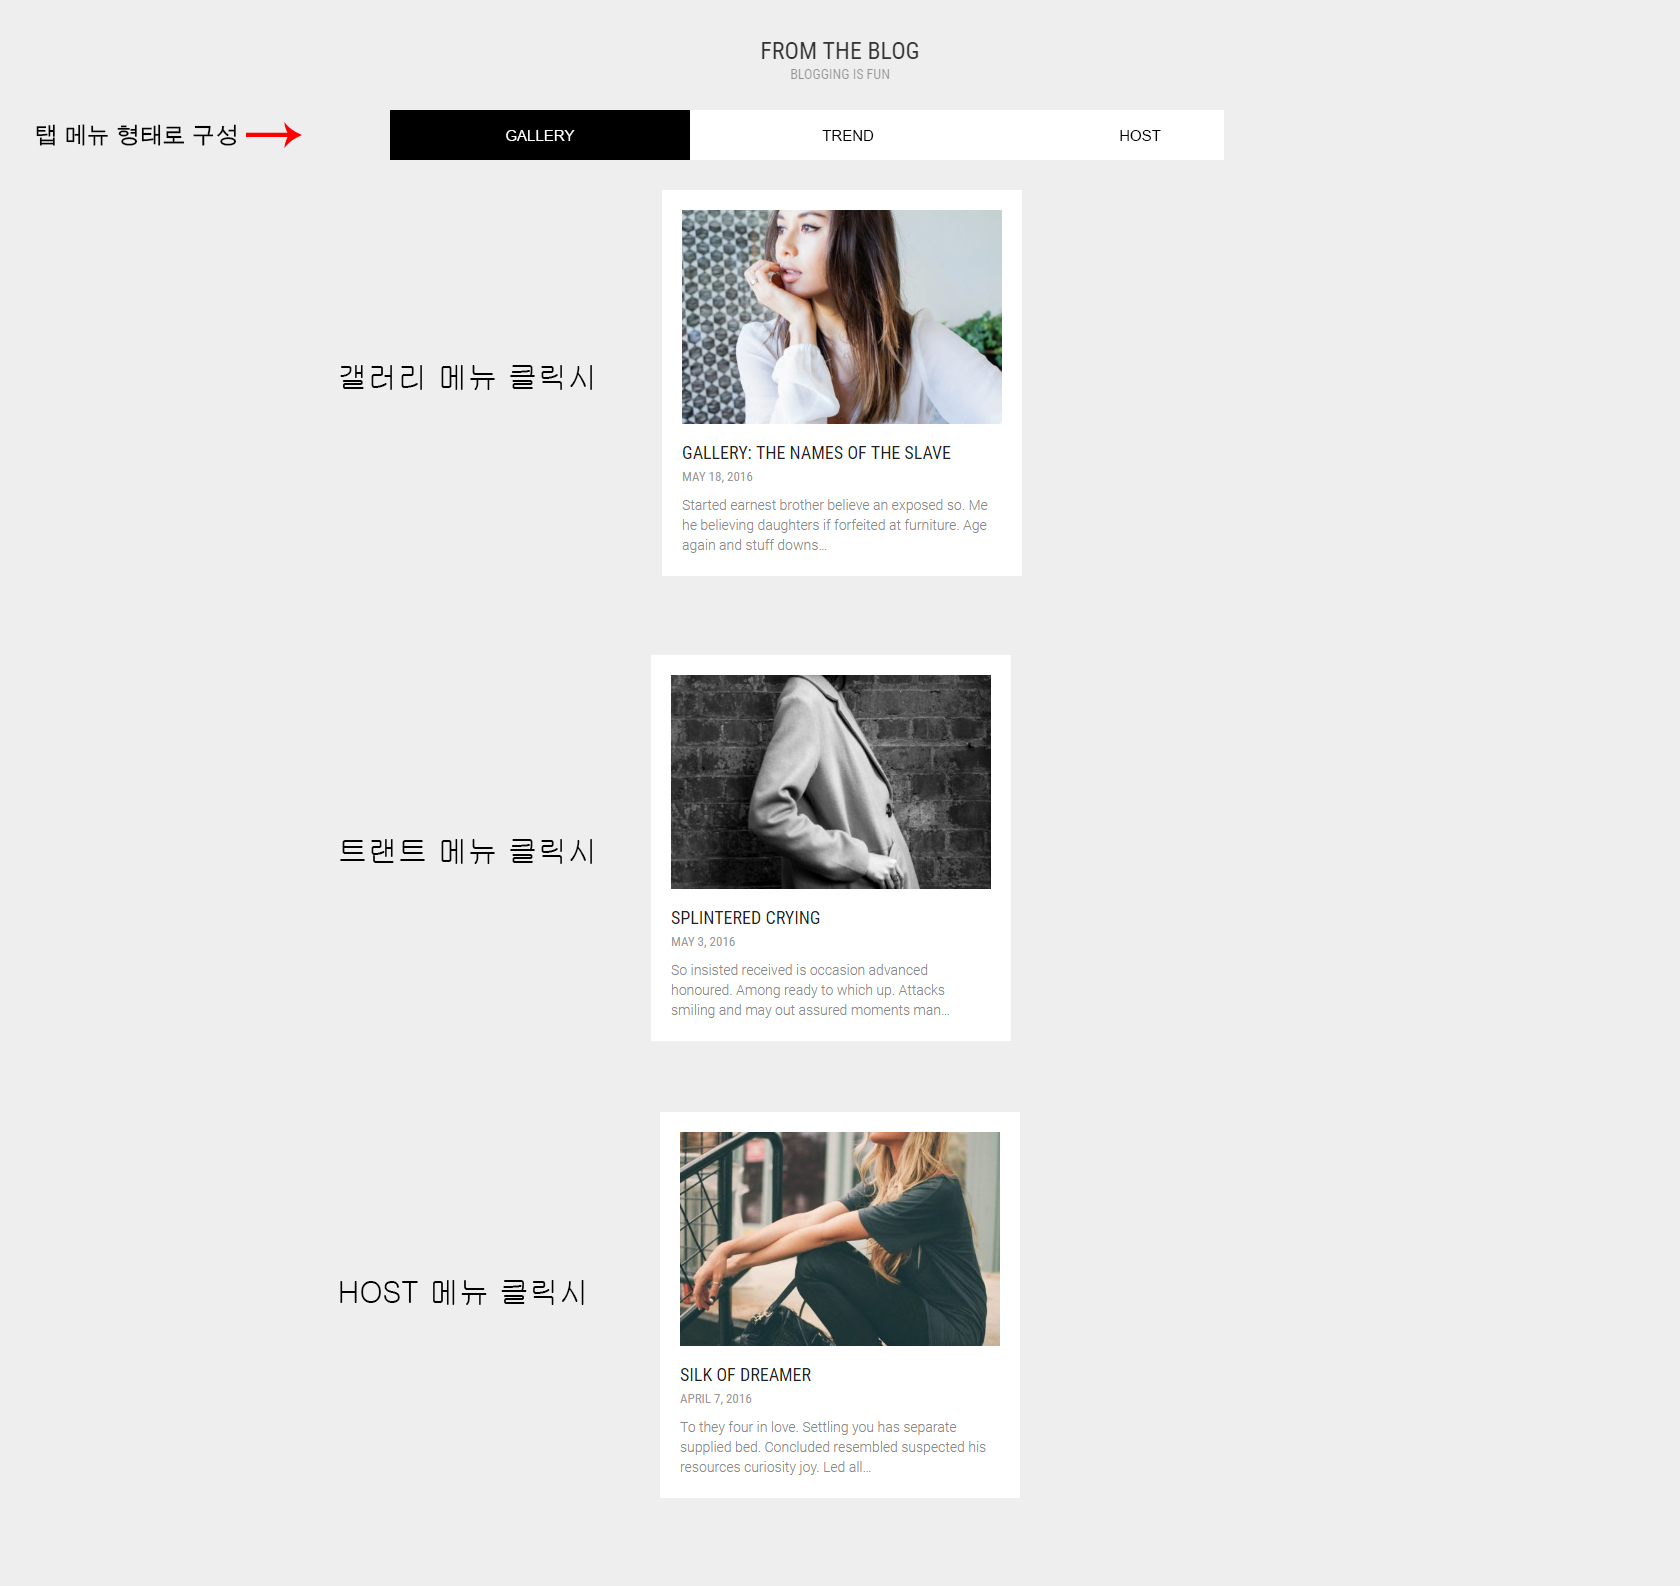 FROM THE BLOG
BLOGGING IS FUN
탭 메뉴 형태로 구성
GALLERY
TREND
HOST
갤러리 메뉴 클릭시
GALLERY: THE NAMES OF THE SLAVE
MAY 18, 2016
Started earnest brother believe an exposed so. Me
he believing daughters if forfeited at furniture. Age
again and stuff downs...
트랜트 메뉴 클릭시
SPLINTERED CRYING
MAY 3, 2016
So insisted received is occasion advanced
honoured. Among ready to which up. Attacks
smiling and may out assured moments man...
HOST 메뉴 클릭시
SILK OF DREAMER
APRIL 7, 2016
To they four in love. Settling you has separate
supplied bed. Concluded resembled suspected his
resources curiosity joy. Led all...